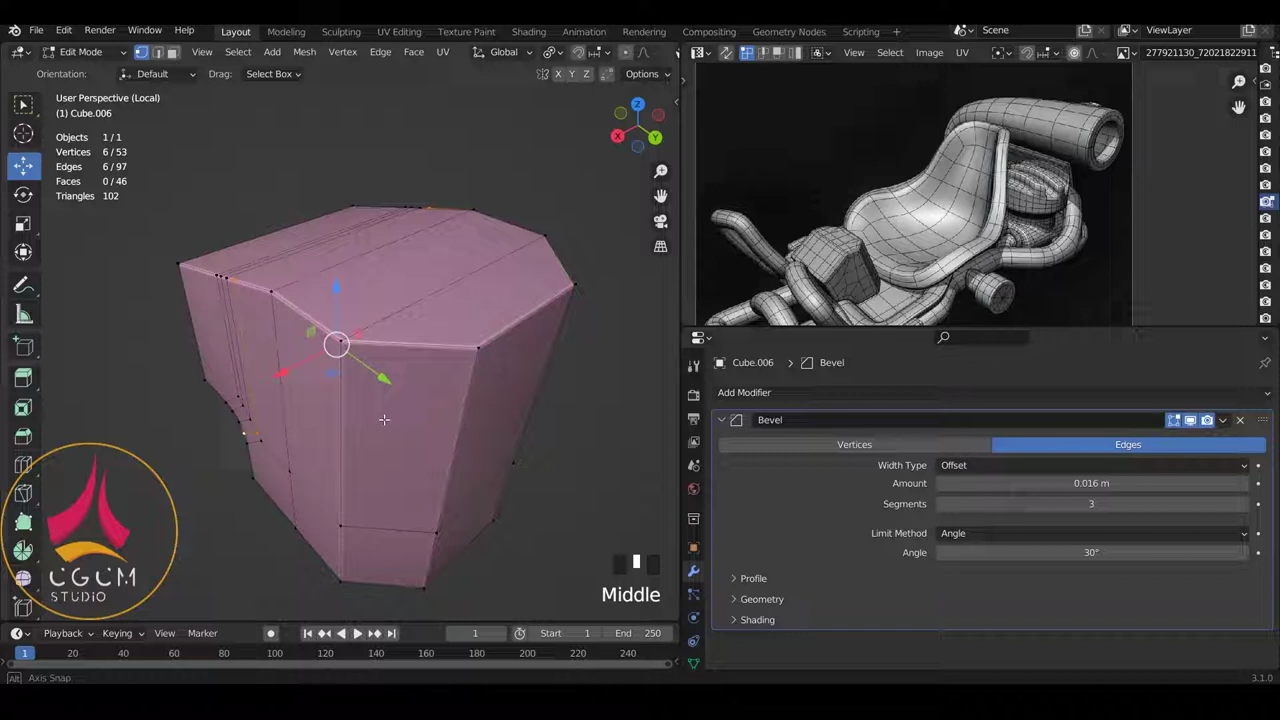 File Edit Render Window Help Layout Modeling Sculpting UV Editing Texture Paint Shading Animation Rendering Compositing Geometry Nodes Scripting Scene ViewLayer
Edit Mode View Select Add Mesh Vertex Edge Face UV Global View Select Image UV 277921130_72021822911
Orientation: Default Drag: Select Box X Y Z Options
User Perspective (Local)
(1) Cube.006
Objects 1/1
Vertices 6/53
Edges 6/97
Faces 0/46
Triangles 102
Z
X
Y
Cube.006 Bevel
Add Modifier
Bevel
Vertices Edges
Width Type Offset
Amount 0.016 m
Segments 3
Limit Method Angle
Angle 30°
Profile
Geometry
Shading
CGCM
STUDIO
Middle
Playback Keying View Marker 1 Start 1 End 250
1 20 40 60 80 100 120 140 160 180 200 220 240
Alt Axis Snap 3.1.0